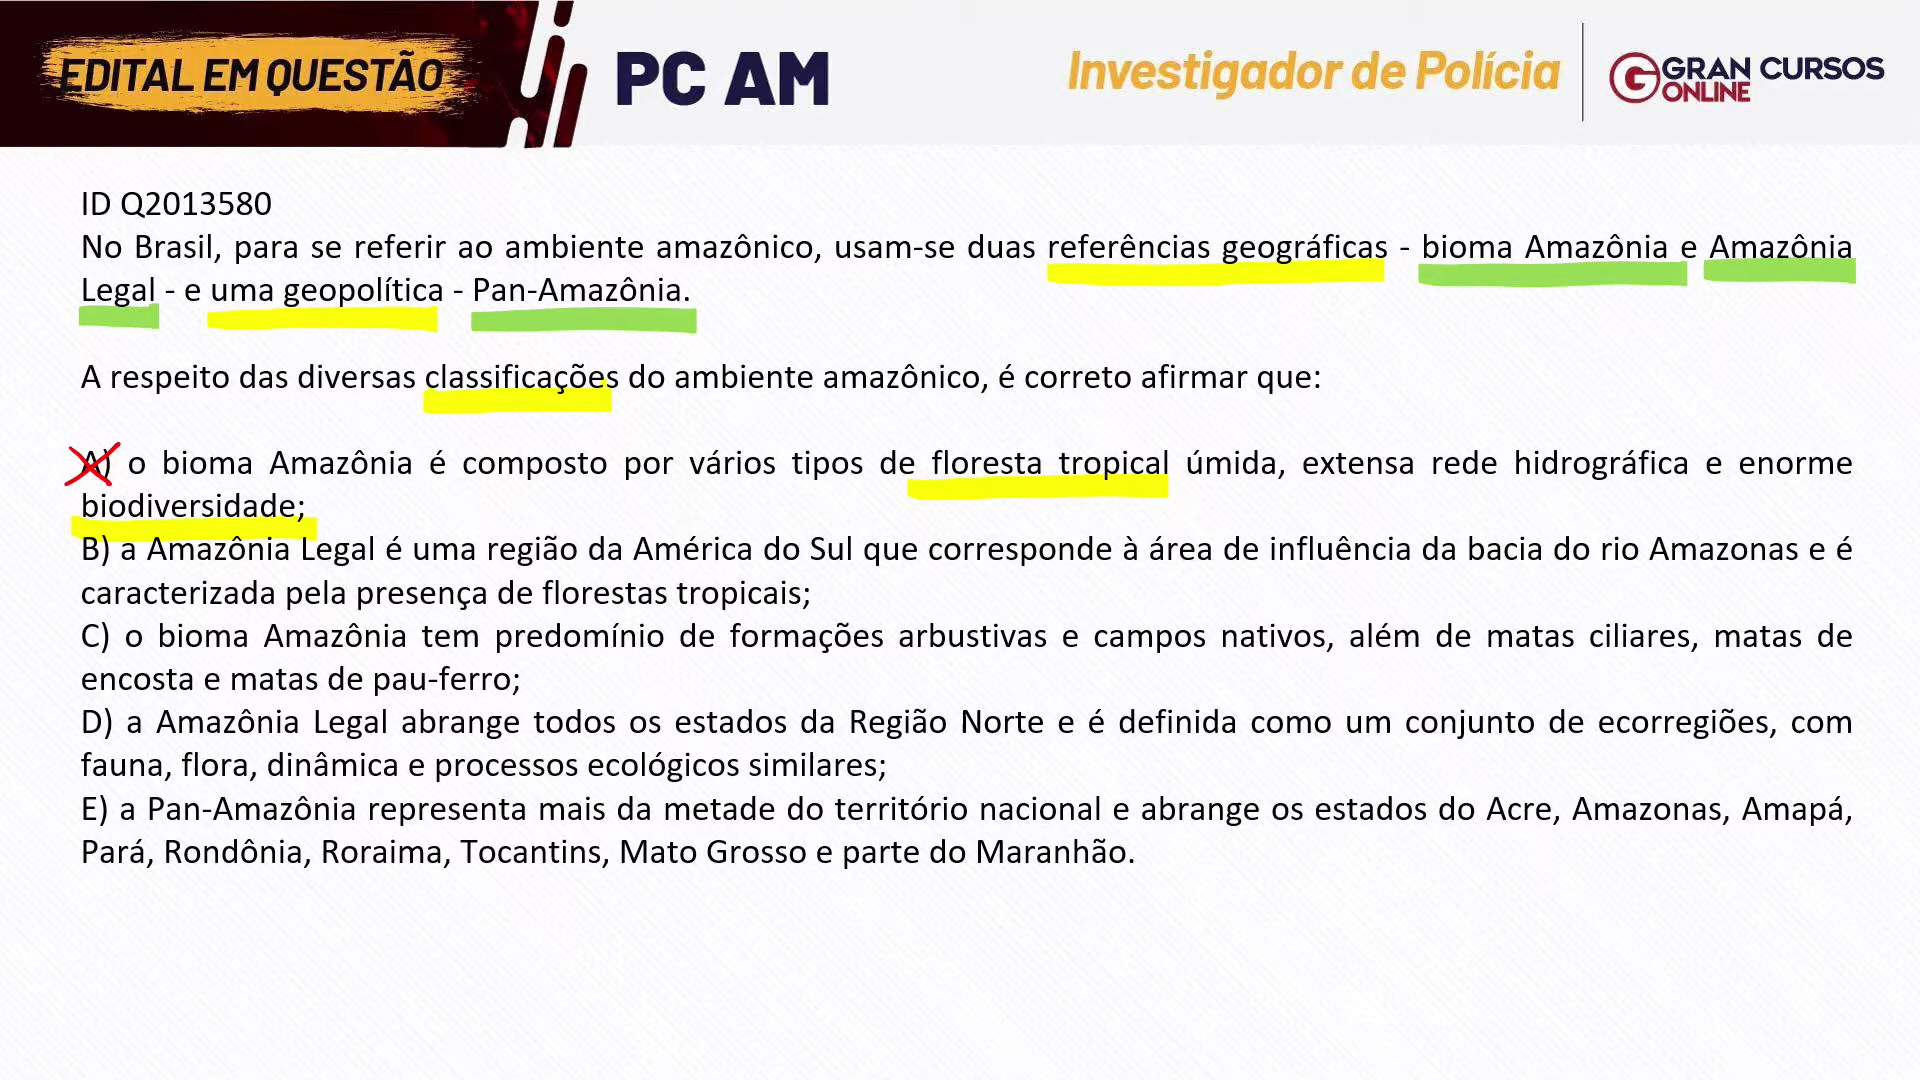 EDITAL EM QUESTÃO
PC AM
Investigador de Polícia
GRAN CURSOS
ONLINE
ID Q2013580
No Brasil, para se referir ao ambiente amazônico, usam-se duas referências geográficas - bioma Amazônia e Amazônia
Legal - e uma geopolítica - Pan-Amazônia.
A respeito das diversas classificações do ambiente amazônico, é correto afirmar que:
A) o bioma Amazônia é composto por vários tipos de floresta tropical úmida, extensa rede hidrográfica e enorme
biodiversidade;
B) a Amazônia Legal é uma região da América do Sul que corresponde à área de influência da bacia do rio Amazonas e é
caracterizada pela presença de florestas tropicais;
C) o bioma Amazônia tem predomínio de formações arbustivas e campos nativos, além de matas ciliares, matas de
encosta e matas de pau-ferro;
D) a Amazônia Legal abrange todos os estados da Região Norte e é definida como um conjunto de ecorregiões, com
fauna, flora, dinâmica e processos ecológicos similares;
E) a Pan-Amazônia representa mais da metade do território nacional e abrange os estados do Acre, Amazonas, Amapá,
Pará, Rondônia, Roraima, Tocantins, Mato Grosso e parte do Maranhão.